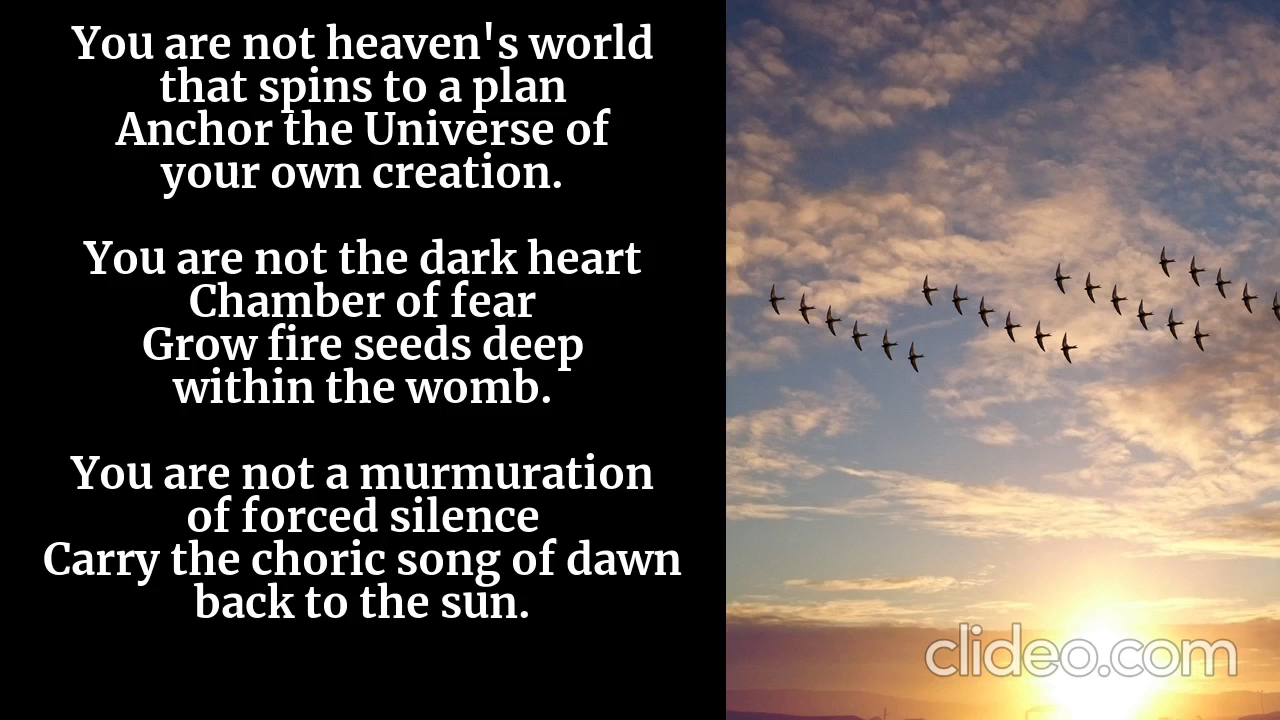 You are not heaven's world
that spins to a plan
Anchor the Universe of
your own creation.
You are not the dark heart
Chamber of fear
Grow fire seeds deep
within the womb.
You are not a murmuration
of forced silence
Carry the choric song of dawn
back to the sun.
clideo.com